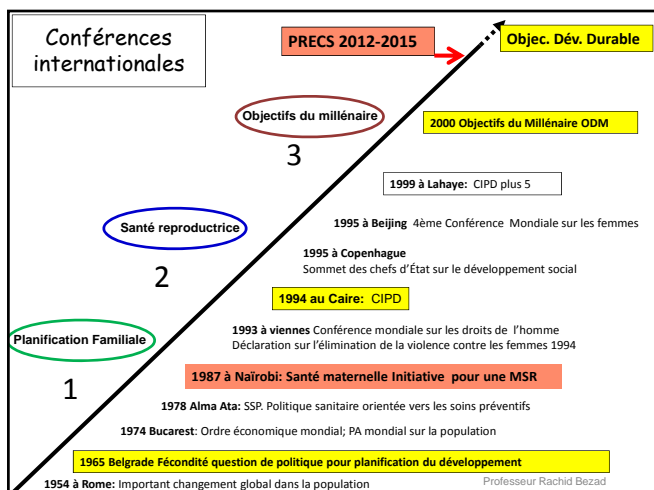 Conférences
internationales
PRECS 2012-2015
Objec. Dév. Durable
Objectifs du millénaire
3
2000 Objectifs du Millénaire ODM
1999 à Lahaye: CIPD plus 5
Santé reproductrice
2
1995 à Beijing 4ème Conférence Mondiale sur les femmes
1995 à Copenhague
Sommet des chefs d'État sur le développement social
1994 au Caire: CIPD
Planification Familiale
1
1993 à viennes Conférence mondiale sur les droits de l'homme
Déclaration sur l'élimination de la violence contre les femmes 1994
1987 à Naïrobi: Santé maternelle Initiative pour une MSR
1978 Alma Ata: SSP. Politique sanitaire orientée vers les soins préventifs
1974 Bucarest: Ordre économique mondial; PA mondial sur la population
1965 Belgrade Fécondité question de politique pour planification du développement
1954 à Rome: Important changement global dans la population
Professeur Rachid Bezad